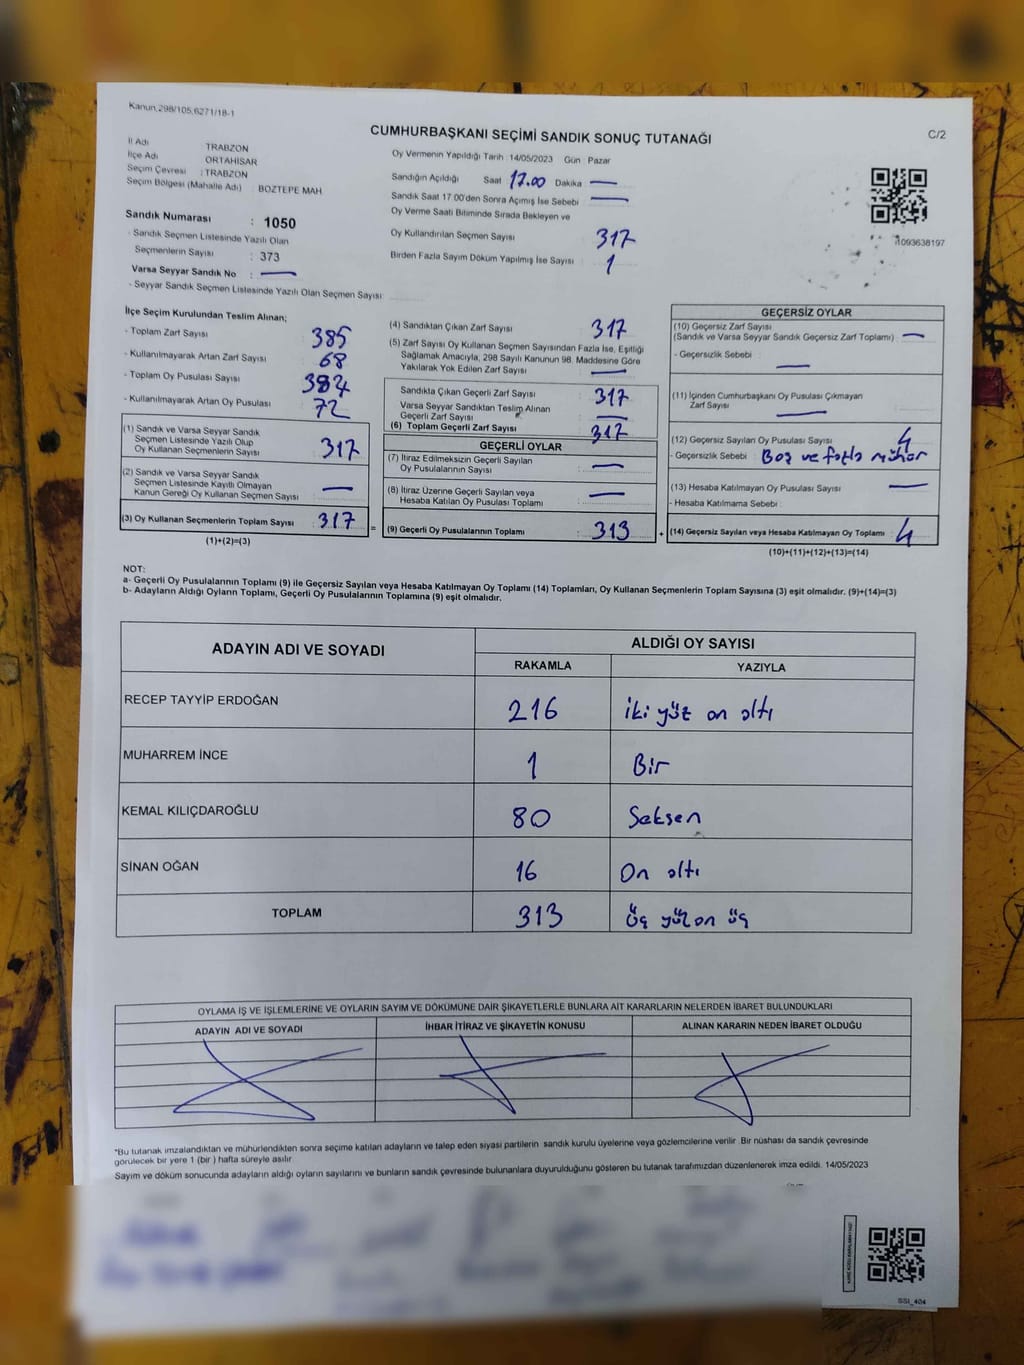 Kanun,298/105,6271/18-1
CUMHURBAŞKANI SEÇİMİ SANDIK SONUÇ TUTANAĞI
C/2
İl Adı TRABZON
İlçe Adı ORTAHİSAR
Seçim Çevresi : TRABZON
Seçim Bölgesi (Mahalle Adı) : BOZTEPE MAH
Oy Vermenin Yapıldığı Tarih 14/05/2023 Gün : Pazar
Sandığın Açıldığı Saat 17.00 Dakika —
Sandık Saat 17:00'den Sonra Açımış İse Sebebi —
Oy Verme Saati Bitiminde Sırada Bekleyen ve
Oy Kullandırılan Seçmen Sayısı 317
Birden Fazla Sayım Döküm Yapılmış İse Sayısı 1
1093638197
Sandık Numarası : 1050
- Sandık Seçmen Listesinde Yazılı Olan
Seçmenlerin Sayısı : 373
Varsa Seyyar Sandık No : —
- Seyyar Sandık Seçmen Listesinde Yazılı Olan Seçmen Sayısı
İlçe Seçim Kurulundan Teslim Alınan;
- Toplam Zarf Sayısı 385
- Kullanılmayarak Artan Zarf Sayısı 68
- Toplam Oy Pusulası Sayısı
- Kullanılmayarak Artan Oy Pusulası 72
(1) Sandık ve Varsa Seyyar Sandık
Seçmen Listesinde Yazılı Olup
Oy Kullanan Seçmenlerin Sayısı 317
(2) Sandık ve Varsa Seyyar Sandık
Seçmen Listesinde Kayıtlı Olmayan
Kanun Gereği Oy Kullanan Seçmen Sayısı —
(3) Oy Kullanan Seçmenlerin Toplam Sayısı : 317 =
(1)+(2)=(3)
(4) Sandıktan Çıkan Zarf Sayısı : 317
(5) Zarf Sayısı Oy Kullanan Seçmen Sayısından Fazla İse, Eşitliği
Sağlamak Amacıyla, 298 Sayılı Kanunun 98. Maddesine Göre
Yakılarak Yok Edilen Zarf Sayısı : —
Sandıkta Çıkan Geçerli Zarf Sayısı : 317
Varsa Seyyar Sandıktan Teslim Alınan
Geçerli Zarf Sayısı : —
(6) Toplam Geçerli Zarf Sayısı : 317
GEÇERLİ OYLAR
(7) İtiraz Edilmeksizin Geçerli Sayılan
Oy Pusulalarının Sayısı : —
(8) İtiraz Üzerine Geçerli Sayılan veya
Hesaba Katılan Oy Pusulası Toplamı : —
(9) Geçerli Oy Pusulalarının Toplamı : 313 +
GEÇERSİZ OYLAR
(10) Geçersiz Zarf Sayısı
(Sandık ve Varsa Seyyar Sandık Geçersiz Zarf Toplamı) : —
- Geçersizlik Sebebi : —
(11) İçinden Cumhurbaşkanı Oy Pusulası Çıkmayan
Zarf Sayısı : —
(12) Geçersiz Sayılan Oy Pusulası Sayısı : 4
- Geçersizlik Sebebi : Boş ve fazla mühür
(13) Hesaba Katılmayan Oy Pusulası Sayısı : —
- Hesaba Katılmama Sebebi :
(14) Geçersiz Sayılan veya Hesaba Katılmayan Oy Toplamı : 4
(10)+(11)+(12)+(13)=(14)
NOT:
a- Geçerli Oy Pusulalarının Toplamı (9) ile Geçersiz Sayılan veya Hesaba Katılmayan Oy Toplamı (14) Toplamları, Oy Kullanan Seçmenlerin Toplam Sayısına (3) eşit olmalıdır. (9)+(14)=(3)
b- Adayların Aldığı Oyların Toplamı, Geçerli Oy Pusulalarının Toplamına (9) eşit olmalıdır.
ADAYIN ADI VE SOYADI ALDIĞI OY SAYISI
RAKAMLA YAZIYLA
RECEP TAYYİP ERDOĞAN 216 iki yüz on altı
MUHARREM İNCE 1 Bir
KEMAL KILIÇDAROĞLU 80 Seksen
SİNAN OĞAN 16 On altı
TOPLAM 313 üç yüz on üç
OYLAMA İŞ VE İŞLEMLERİNE VE OYLARIN SAYIM VE DÖKÜMÜNE DAİR ŞİKAYETLERLE BUNLARA AİT KARARLARIN NELERDEN İBARET BULUNDUKLARI
ADAYIN ADI VE SOYADI İHBAR İTİRAZ VE ŞİKAYETİN KONUSU ALINAN KARARIN NEDEN İBARET OLDUĞU
*Bu tutanak imzalandıktan ve mühürlendikten sonra seçime katılan adayların ve talep eden siyasi partilerin sandık kurulu üyelerine veya gözlemcilerine verilir. Bir nüshası da sandık çevresinde
görülecek bir yere 1 (bir ) hafta süreyle asılır.
Sayım ve döküm sonucunda adayların aldığı oyların sayılarını ve bunların sandık çevresinde bulunanlara duyurulduğunu gösteren bu tutanak tarafımızdan düzenlenerek imza edildi. 14/05/2023
SSI_404